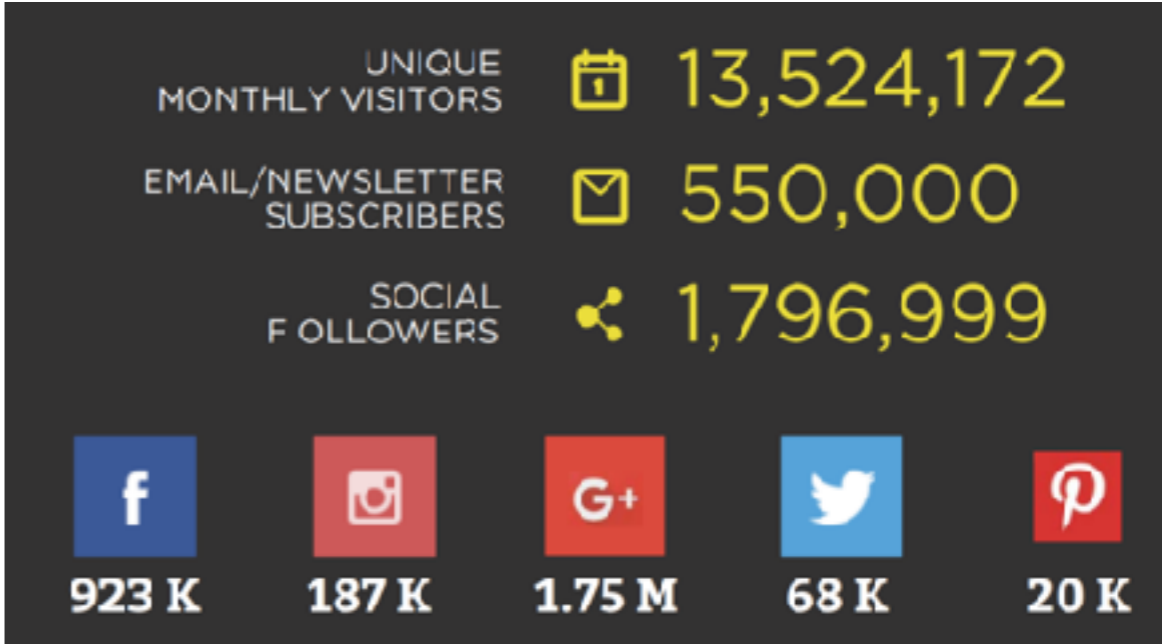 UNIQUE
MONTHLY VISITORS
1
13,524,172
EMAIL/NEWSLETTER
SUBSCRIBERS
550,000
SOCIAL
F OLLOWERS
1,796,999
f
G+
923 K
187 K
1.75 M
68 K
20 K